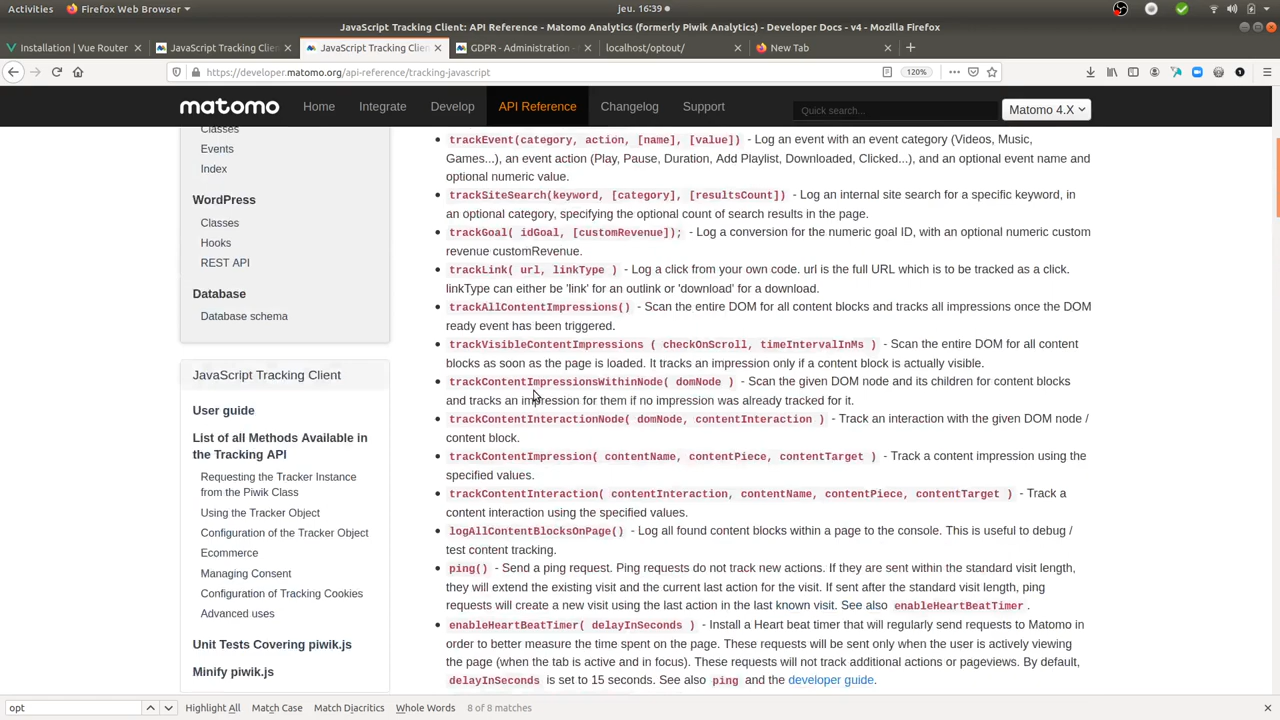 Activities Firefox Web Browser jeu. 16:39
JavaScript Tracking Client: API Reference - Matomo Analytics (formerly Piwik Analytics) - Developer Docs - v4 - Mozilla Firefox
Installation | Vue Router JavaScript Tracking Clien JavaScript Tracking Clien GDPR - Administration - localhost/optout/ New Tab
https://developer.matomo.org/api-reference/tracking-javascript 120%
matomo Home Integrate Develop API Reference Changelog Support Quick search... Matomo 4.X
Classes
Events
Index
WordPress
Classes
Hooks
REST API
Database
Database schema
JavaScript Tracking Client
User guide
List of all Methods Available in
the Tracking API
Requesting the Tracker Instance
from the Piwik Class
Using the Tracker Object
Configuration of the Tracker Object
Ecommerce
Managing Consent
Configuration of Tracking Cookies
Advanced uses
Unit Tests Covering piwik.js
Minify piwik.js
trackEvent(category, action, [name], [value]) - Log an event with an event category (Videos, Music,
Games...), an event action (Play, Pause, Duration, Add Playlist, Downloaded, Clicked...), and an optional event name and
optional numeric value.
trackSiteSearch(keyword, [category], [resultsCount]) - Log an internal site search for a specific keyword, in
an optional category, specifying the optional count of search results in the page.
trackGoal( idGoal, [customRevenue]); - Log a conversion for the numeric goal ID, with an optional numeric custom
revenue customRevenue.
trackLink( url, linkType ) - Log a click from your own code. url is the full URL which is to be tracked as a click.
linkType can either be 'link' for an outlink or 'download' for a download.
trackAllContentImpressions() - Scan the entire DOM for all content blocks and tracks all impressions once the DOM
ready event has been triggered.
trackVisibleContentImpressions ( checkOnScroll, timeIntervalInMs ) - Scan the entire DOM for all content
blocks as soon as the page is loaded. It tracks an impression only if a content block is actually visible.
trackContentImpressionsWithinNode( domNode ) - Scan the given DOM node and its children for content blocks
and tracks an impression for them if no impression was already tracked for it.
trackContentInteractionNode( domNode, contentInteraction ) - Track an interaction with the given DOM node /
content block.
trackContentImpression( contentName, contentPiece, contentTarget ) - Track a content impression using the
specified values.
trackContentInteraction( contentInteraction, contentName, contentPiece, contentTarget ) - Track a
content interaction using the specified values.
logAllContentBlocksOnPage() - Log all found content blocks within a page to the console. This is useful to debug /
test content tracking.
ping() - Send a ping request. Ping requests do not track new actions. If they are sent within the standard visit length,
they will extend the existing visit and the current last action for the visit. If sent after the standard visit length, ping
requests will create a new visit using the last action in the last known visit. See also enableHeartBeatTimer .
enableHeartBeatTimer( delayInSeconds ) - Install a Heart beat timer that will regularly send requests to Matomo in
order to better measure the time spent on the page. These requests will be sent only when the user is actively viewing
the page (when the tab is active and in focus). These requests will not track additional actions or pageviews. By default,
delayInSeconds is set to 15 seconds. See also ping and the developer guide.
opt Highlight All Match Case Match Diacritics Whole Words 8 of 8 matches